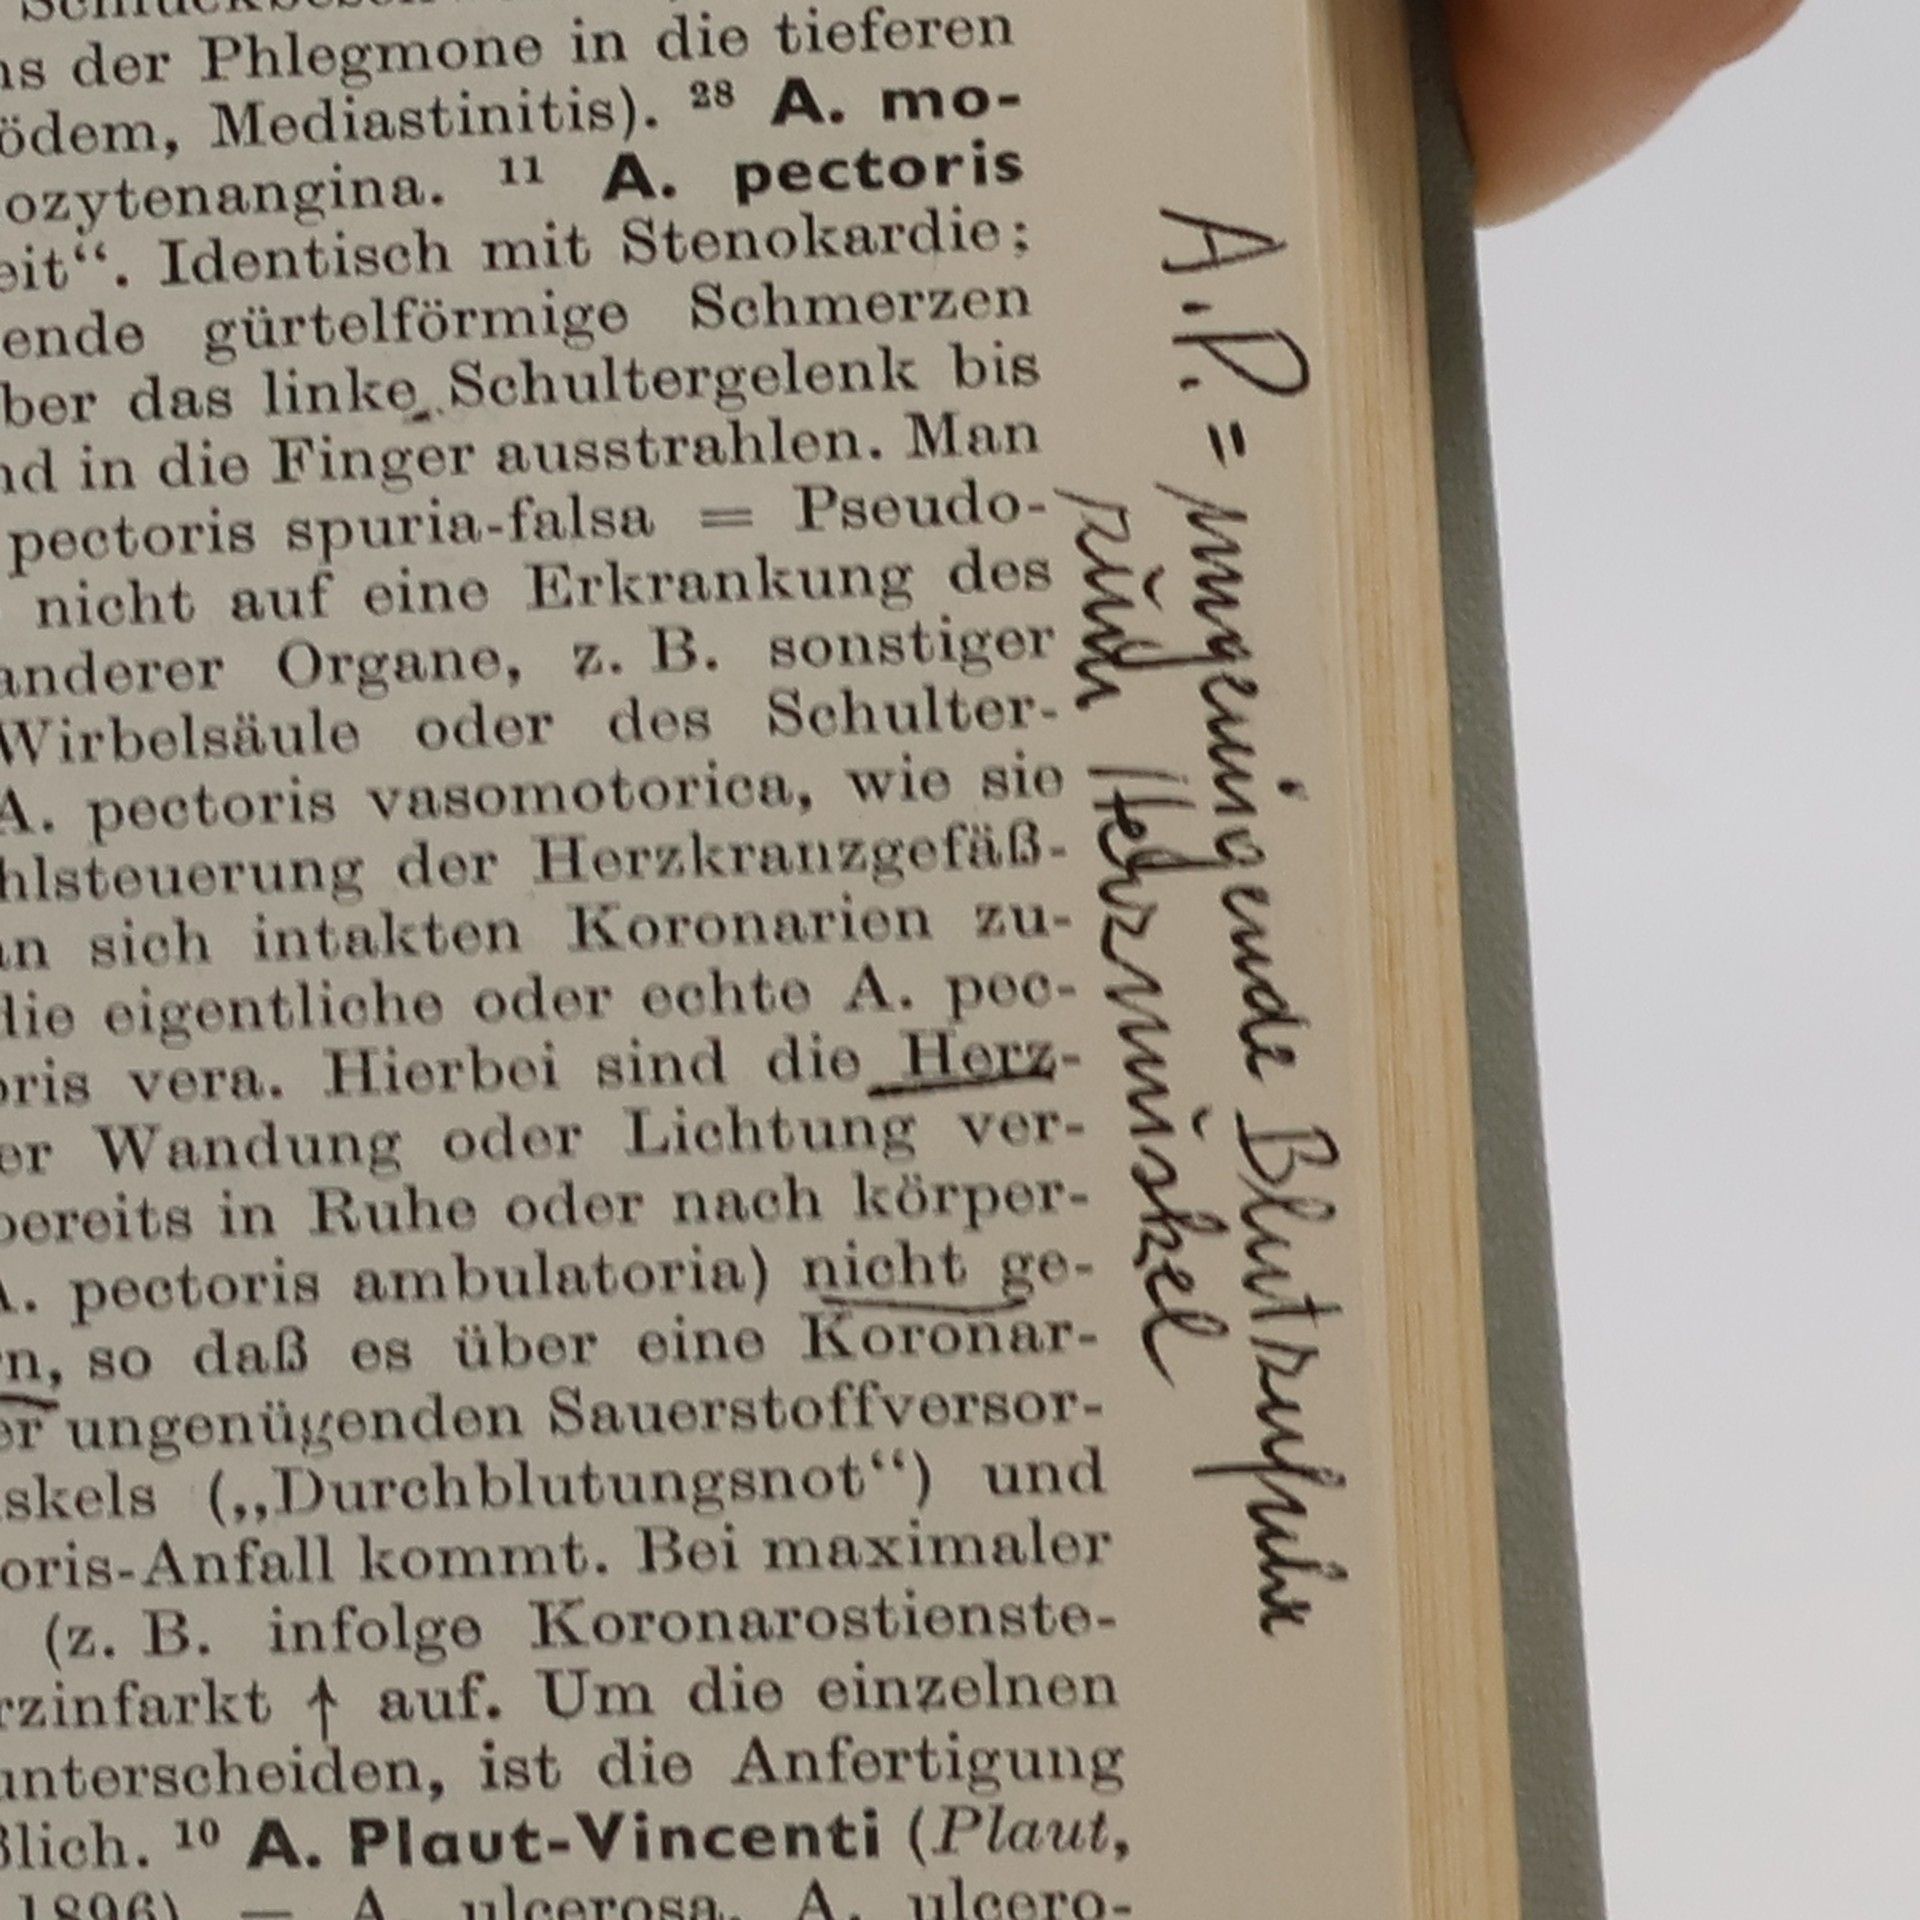 ns der Phlegmone in die tieferen
ödem, Mediastinitis). ²⁸ A. mo-
ozytenangina. ¹¹ A. pectoris
eit“. Identisch mit Stenokardie;
ende gürtelförmige Schmerzen
ber das linke Schultergelenk bis
nd in die Finger ausstrahlen. Man
pectoris spuria-falsa = Pseudo-
nicht auf eine Erkrankung des
anderer Organe, z. B. sonstiger
Wirbelsäule oder des Schulter-
A. pectoris vasomotorica, wie sie
hlsteuerung der Herzkranzgefäß-
an sich intakten Koronarien zu-
die eigentliche oder echte A. pec-
oris vera. Hierbei sind die Herz-
er Wandung oder Lichtung ver-
bereits in Ruhe oder nach körper-
A. pectoris ambulatoria) nicht ge-
n, so daß es über eine Koronar-
er ungenügenden Sauerstoffversor-
skels („Durchblutungsnot“) und
oris-Anfall kommt. Bei maximaler
(z. B. infolge Koronarostienste-
rzinfarkt ↑ auf. Um die einzelnen
unterscheiden, ist die Anfertigung
ßlich. ¹⁰ A. Plaut-Vincenti (Plaut,
1896) — A. ulcerosa, A. ulcero-
A.P. = ungenügende Blutzufuhr
zum Herzmuskel